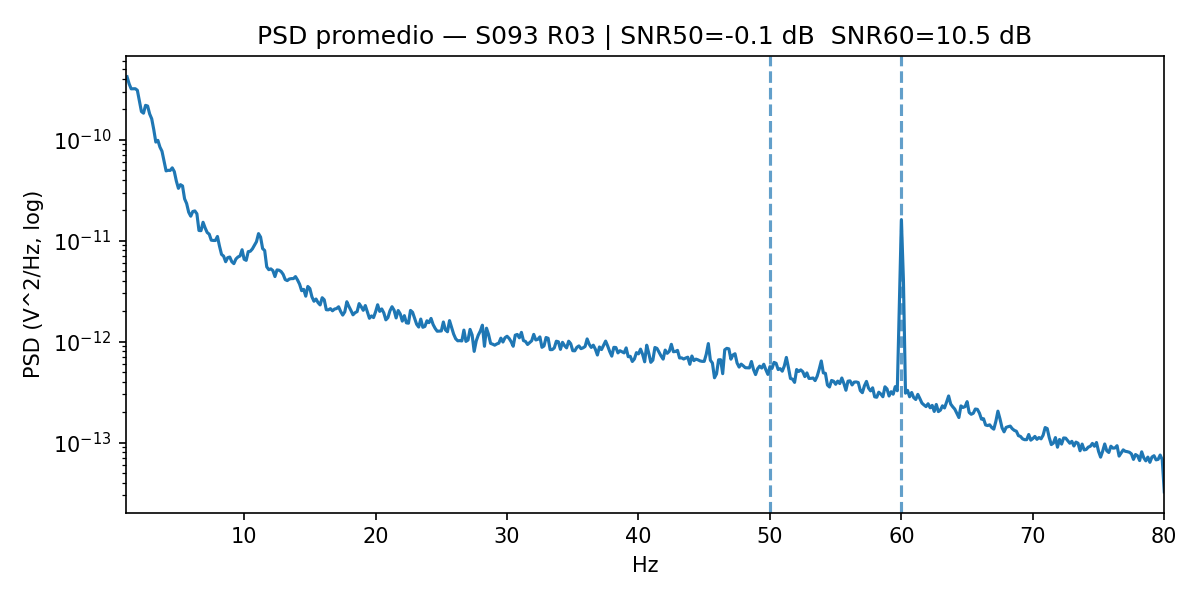 PSD promedio — S093 R03 | SNR50=-0.1 dB  SNR60=10.5 dB
PSD (V^2/Hz, log)
10⁻¹⁰
10⁻¹¹
10⁻¹²
10⁻¹³
10 20 30 40 50 60 70 80
Hz